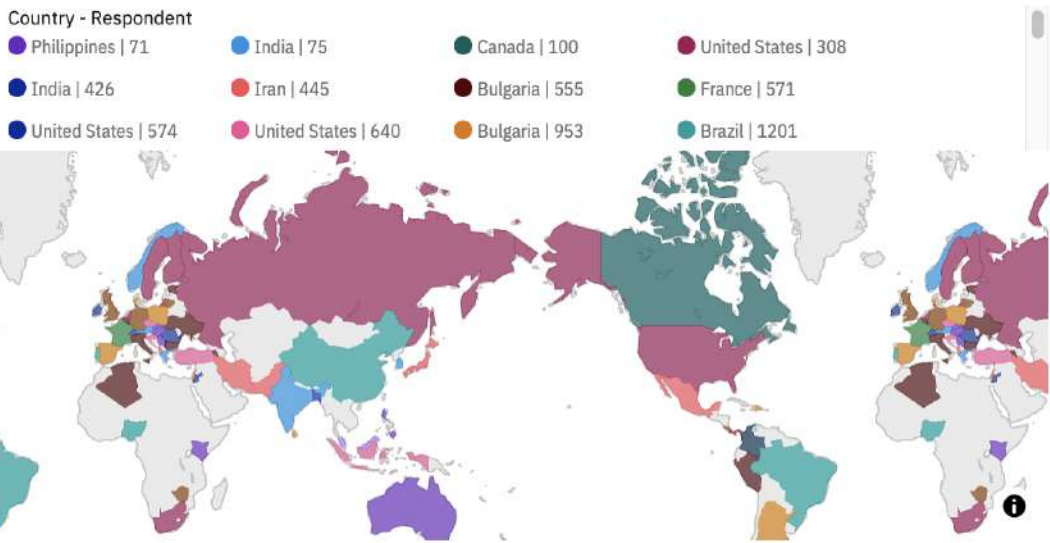 Country - Respondent
Philippines | 71 India | 75 Canada | 100 United States | 308
India | 426 Iran | 445 Bulgaria | 555 France | 571
United States | 574 United States | 640 Bulgaria | 953 Brazil | 1201
i